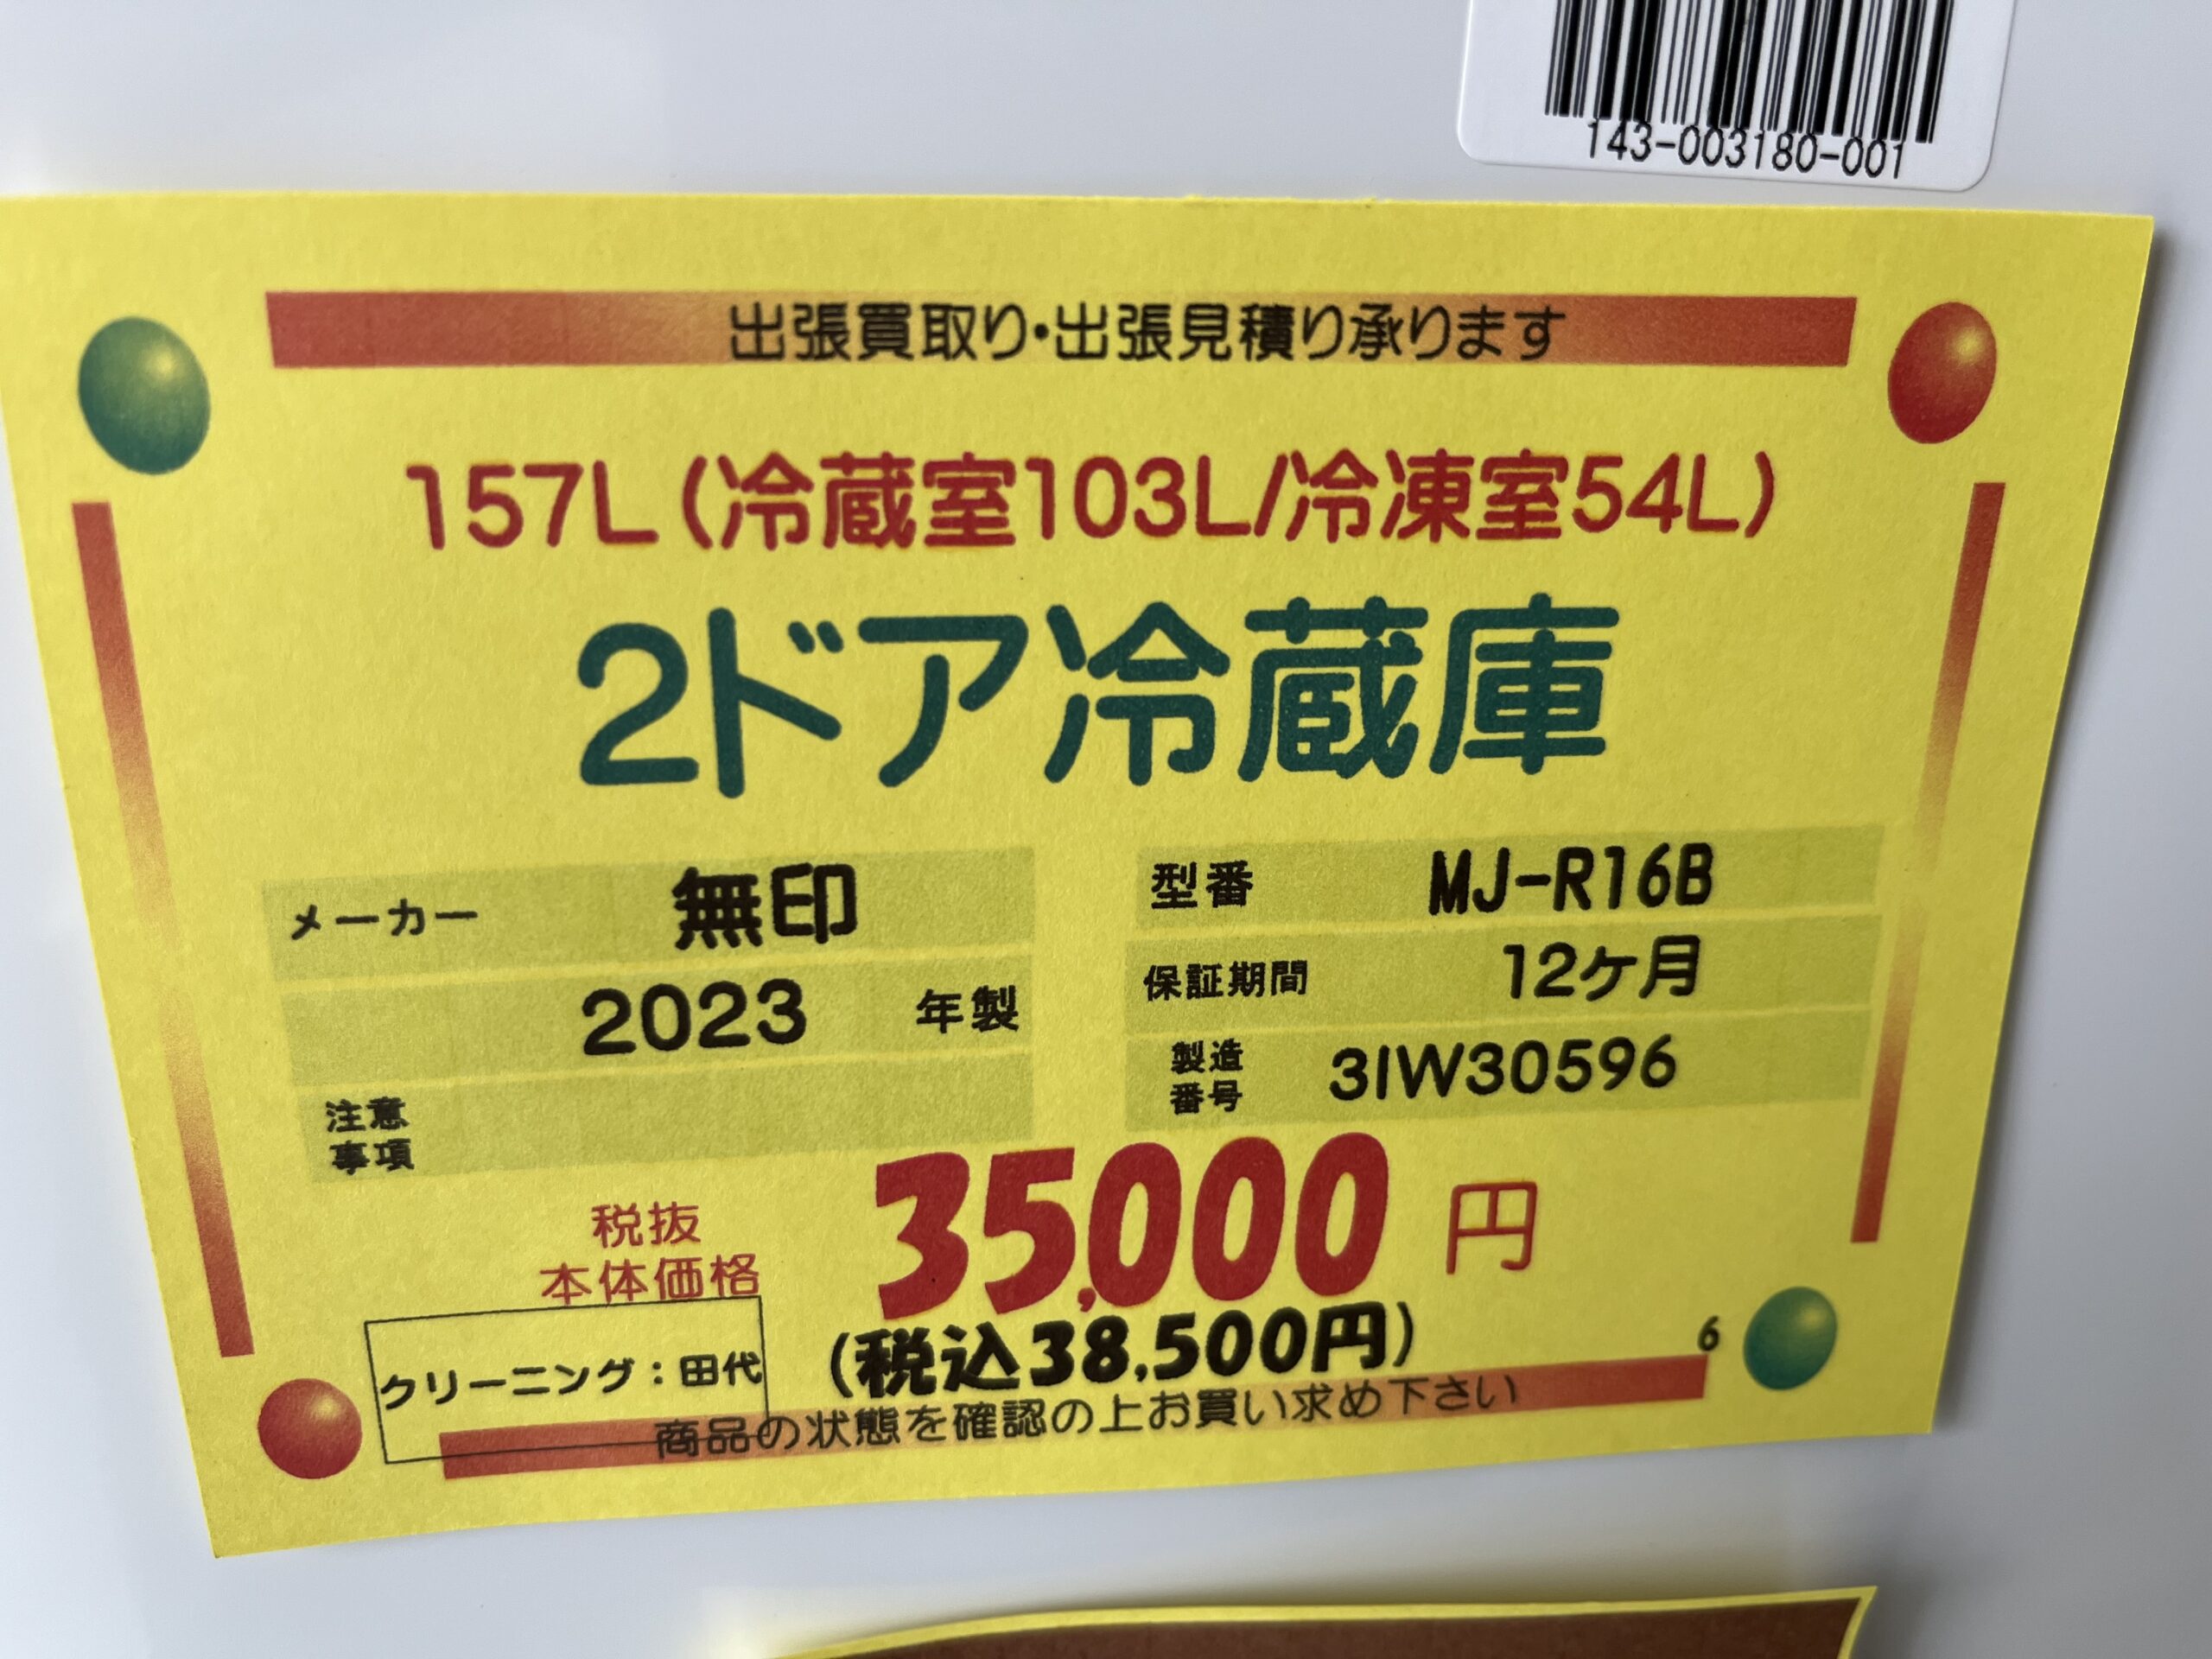 143-003180-001
出張買取り・出張見積り承ります
157L(冷蔵室103L/冷凍室54L)
2ドア冷蔵庫
メーカー 無印
型番 MJ-R16B
2023 年製
保証期間 12ケ月
注意
事項
製造
番号 3IW30596
税抜
本体価格
35,000 円
(税込38,500円)
6
クリーニング：田代
商品の状態を確認の上お買い求め下さい